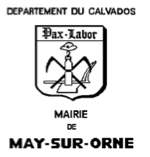 DEPARTEMENT DU CALVADOS
Pax-Labor
MAIRIE
DE
MAY-SUR-ORNE